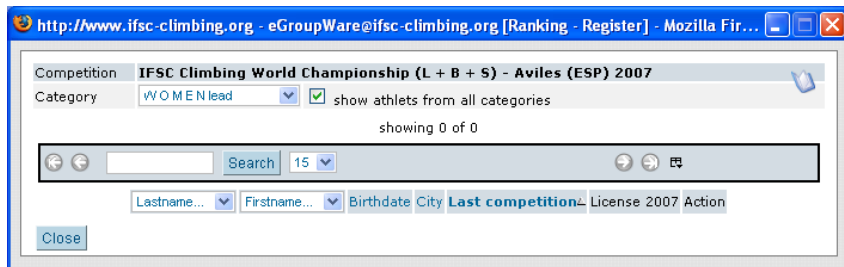 http://www.ifsc-climbing.org - eGroupWare@ifsc-climbing.org [Ranking - Register] - Mozilla Fir...
Competition IFSC Climbing World Championship (L + B + S) - Aviles (ESP) 2007
Category W O M E N lead show athlets from all categories
showing 0 of 0
Search 15
Lastname... Firstname... Birthdate City Last competition License 2007 Action
Close